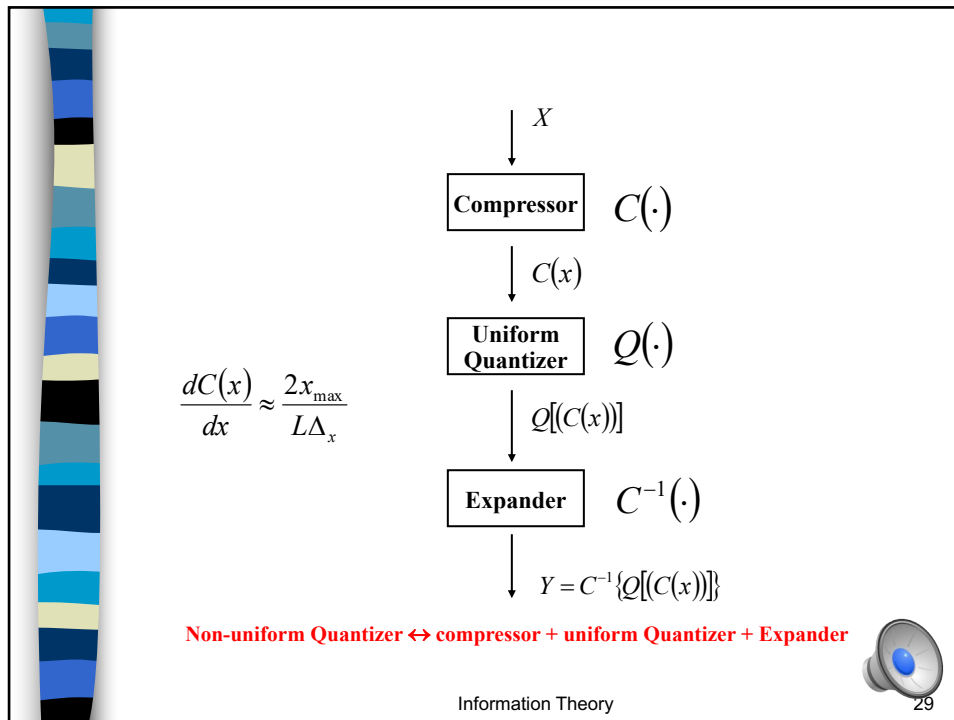 X
Compressor C(·)
C(x)
Uniform
Quantizer Q(·)
dC(x)/dx ≈ 2x_max/LΔ_x
Q[(C(x))]
Expander C⁻¹(·)
Y = C⁻¹{Q[(C(x))]}
Non-uniform Quantizer ↔ compressor + uniform Quantizer + Expander
Information Theory
29